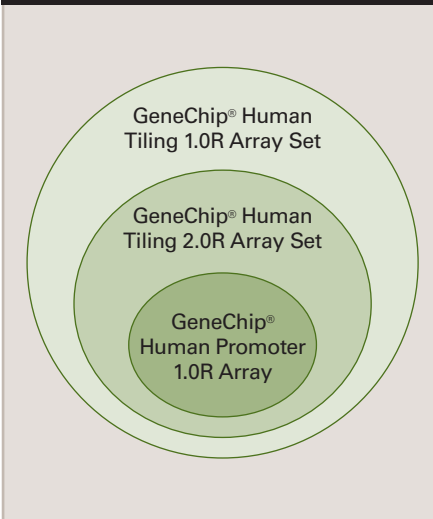 GeneChip® Human
Tiling 1.0R Array Set
GeneChip® Human
Tiling 2.0R Array Set
GeneChip®
Human Promoter
1.0R Array